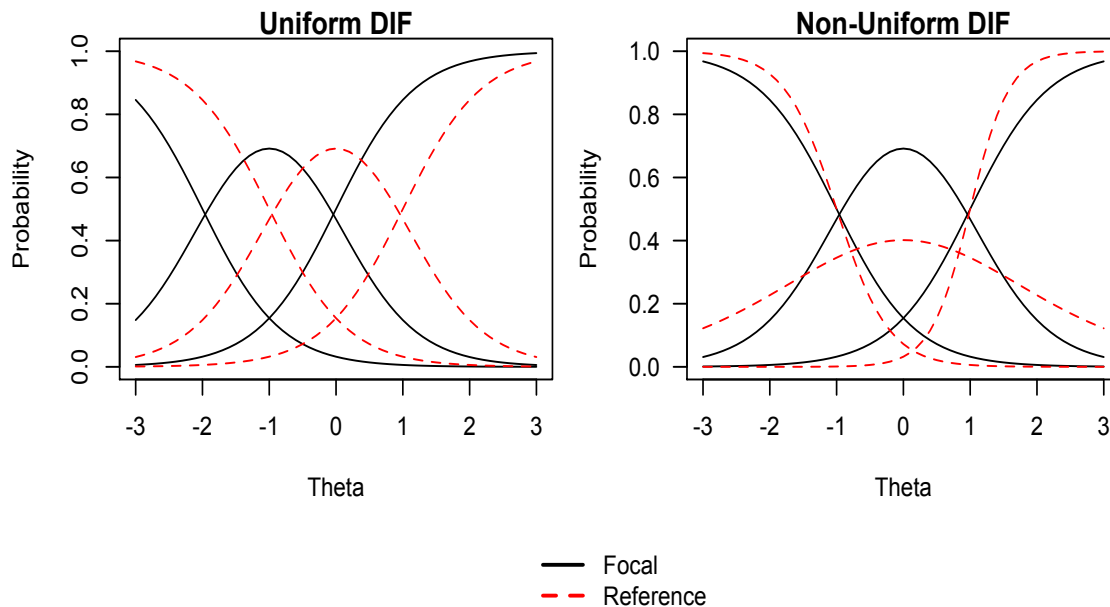 Uniform DIF
Probability
0.0 0.2 0.4 0.6 0.8 1.0
-3 -2 -1 0 1 2 3
Theta
Non-Uniform DIF
Probability
1.0
0.8
0.6
0.4
0.2
0.0
-3 -2 -1 0 1 2 3
Theta
Focal
Reference